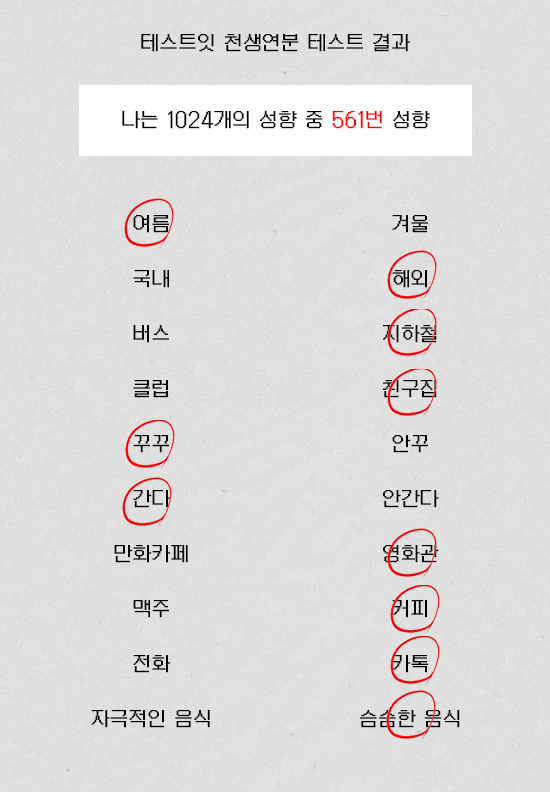 테스트잇 천생연분 테스트 결과
나는 1024개의 성향 중 561번 성향
여름 겨울
국내 해외
버스 지하철
클럽 친구집
꾸꾸 안꾸
간다 안간다
만화카페 영화관
맥주 커피
전화 카톡
자극적인 음식 슴슴한 음식